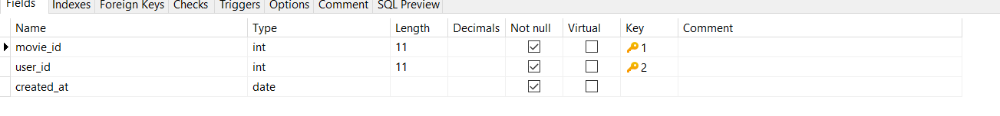 Fields Indexes Foreign Keys Checks Triggers Options Comment SQL Preview
Name Type Length Decimals Not null Virtual Key Comment
movie_id int 11 1
user_id int 11 2
created_at date